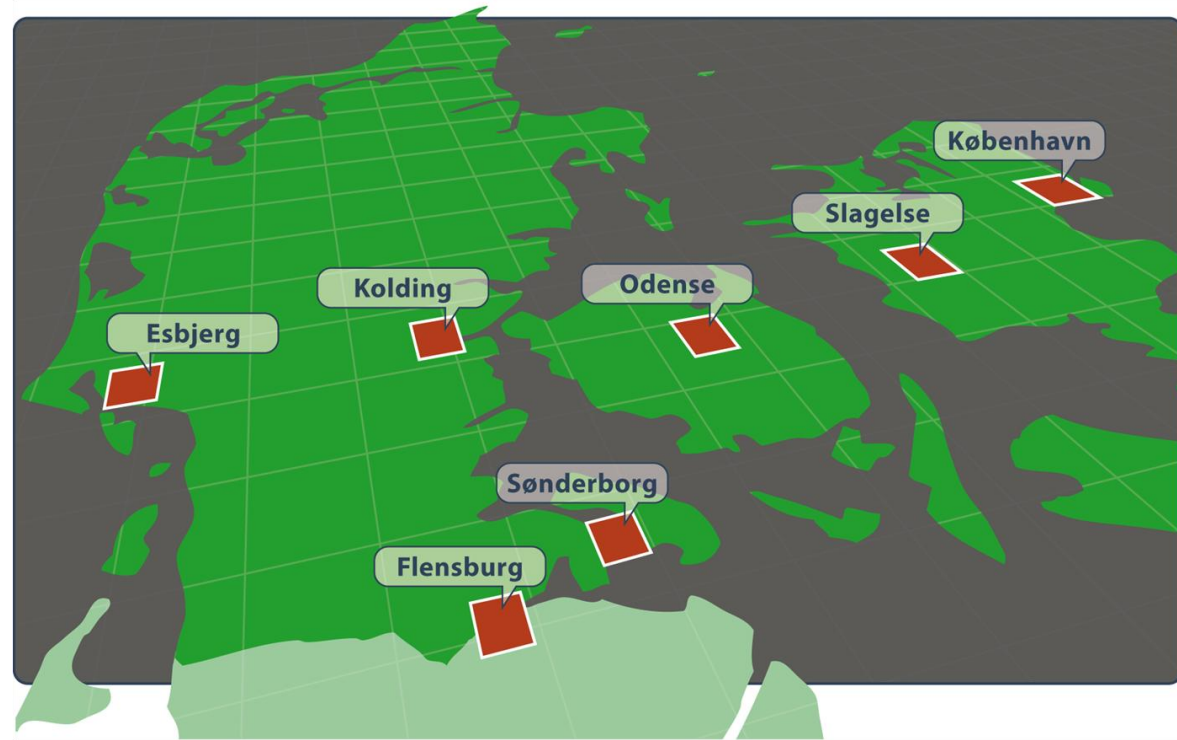 København
Slagelse
Odense
Kolding
Esbjerg
Sønderborg
Flensburg